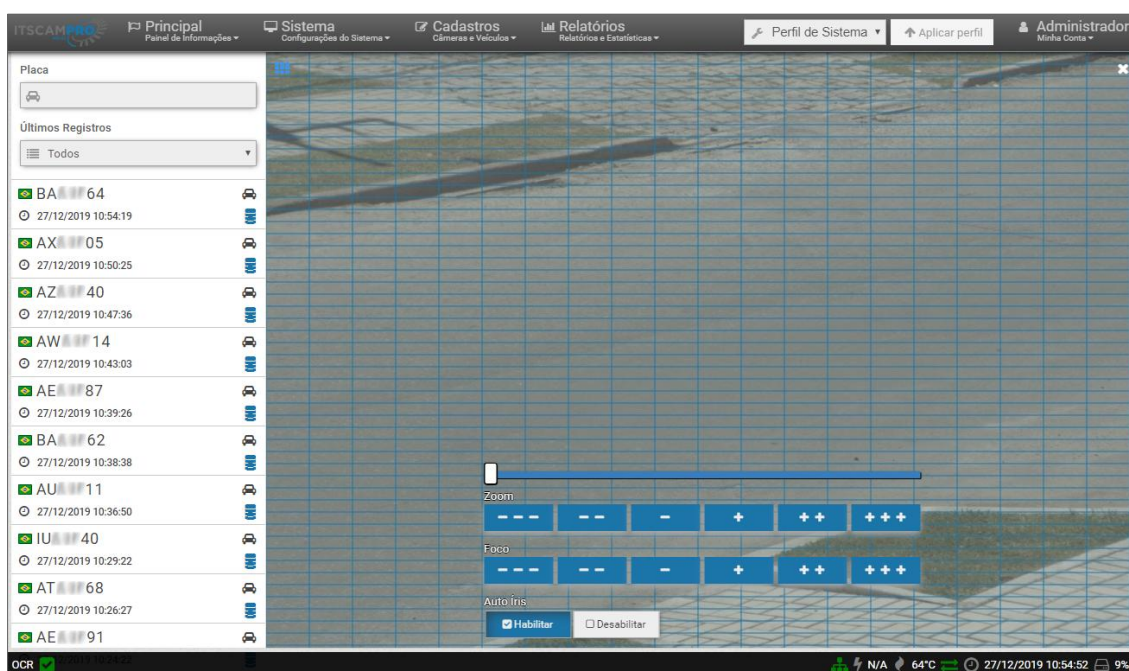 ITSCAMPRO
Principal
Painel de Informações
Sistema
Configurações do Sistema
Cadastros
Câmeras e Veículos
Relatórios
Relatórios e Estatísticas
Perfil de Sistema
Aplicar perfil
Administrador
Minha Conta
Placa
Últimos Registros
Todos
BA 64
27/12/2019 10:54:19
AX 05
27/12/2019 10:50:25
AZ 40
27/12/2019 10:47:36
AW 14
27/12/2019 10:43:03
AE 87
27/12/2019 10:39:26
BA 62
27/12/2019 10:38:38
AU 11
27/12/2019 10:36:50
IU 40
27/12/2019 10:29:22
AT 68
27/12/2019 10:26:27
AE 91
Zoom
--- -- - + ++ +++
Foco
--- -- - + ++ +++
Auto Íris
Habilitar Desabilitar
OCR
N/A 64°C 27/12/2019 10:54:52 9%